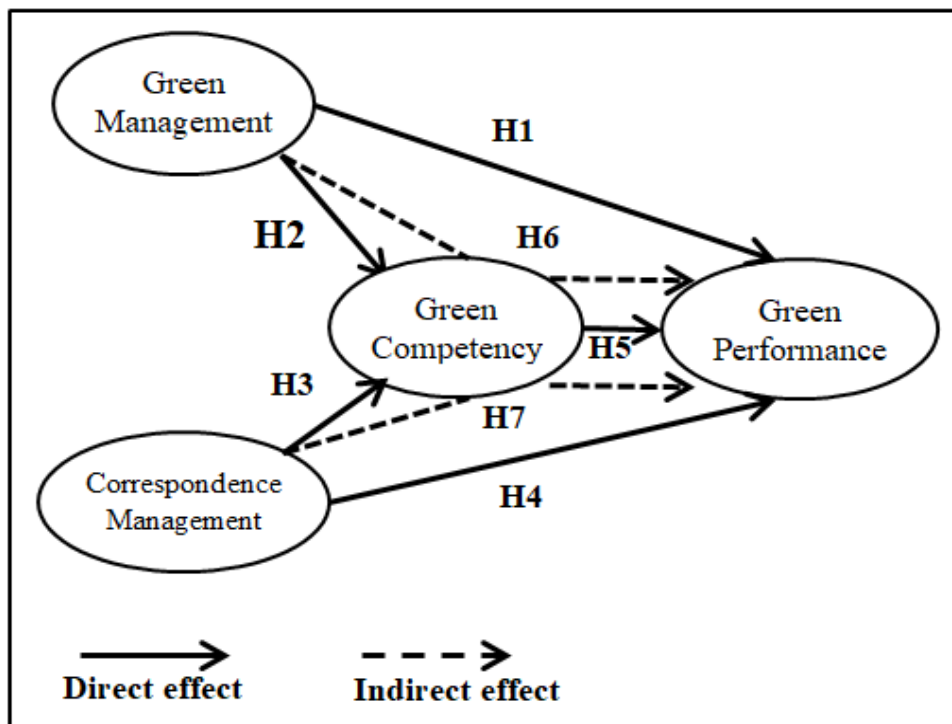 Green
Management
H1
H2
H6
Green
Competency
Green
Performance
H5
H3
H7
Correspondence
Management
H4
Direct effect
Indirect effect